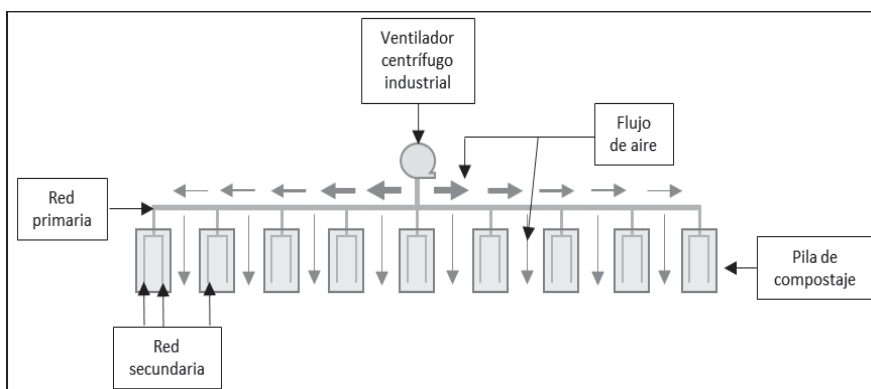 Ventilador
centrífugo
industrial
Flujo
de aire
Red
primaria
Pila de
compostaje
Red
secundaria